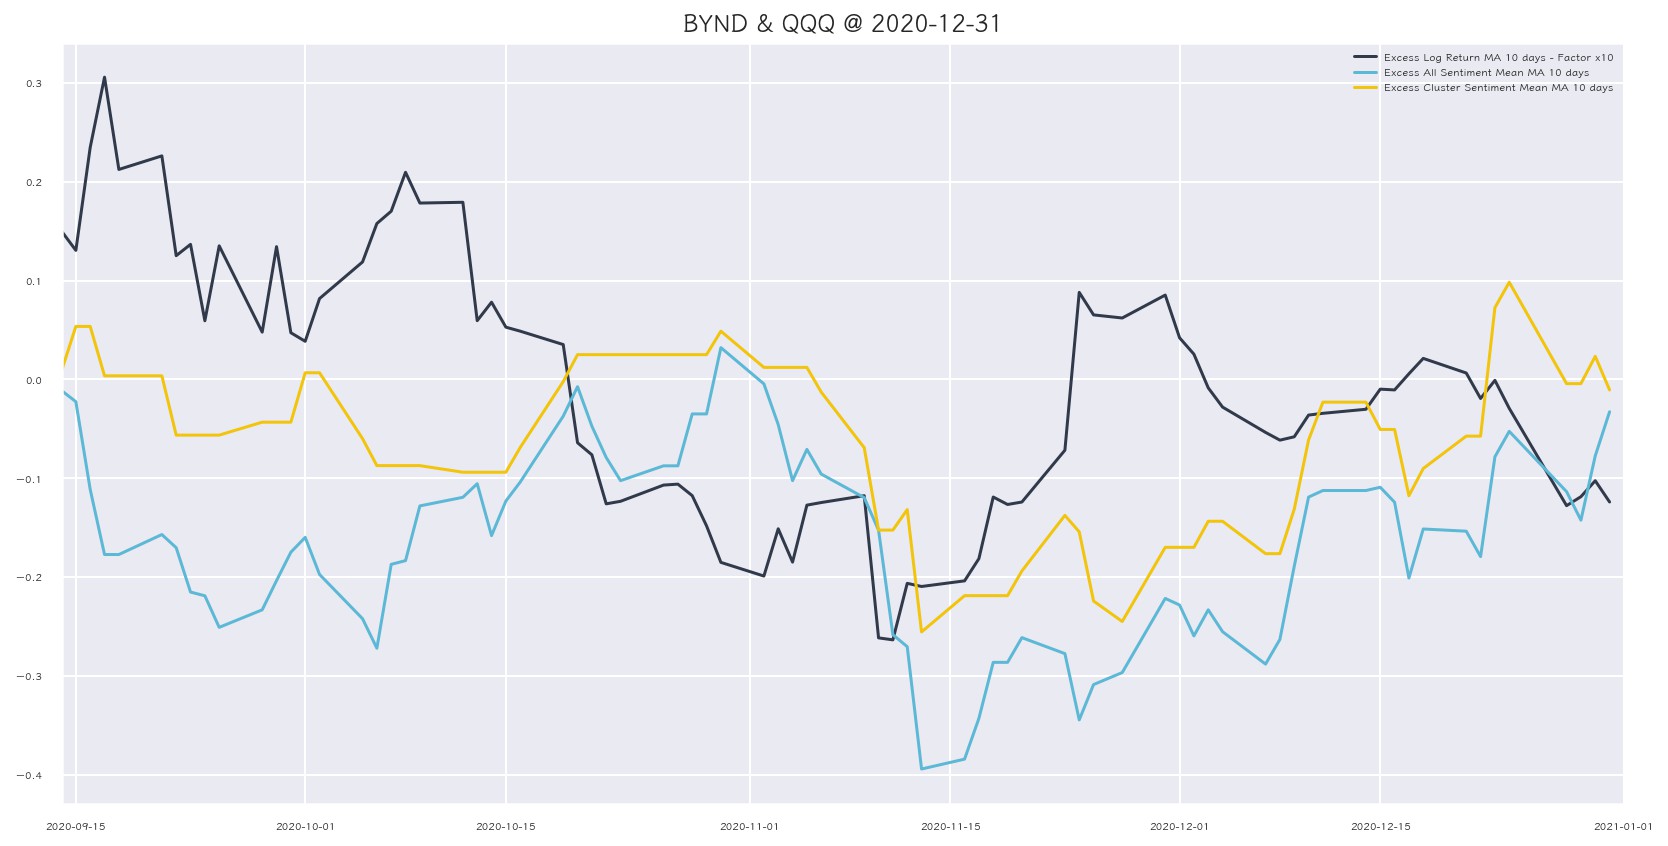 BYND & QQQ @ 2020-12-31
Excess Log Return MA 10 days - Factor x10
Excess All Sentiment Mean MA 10 days
Excess Cluster Sentiment Mean MA 10 days
0.3
0.2
0.1
0.0
−0.1
−0.2
−0.3
−0.4
2020-09-15 2020-10-01 2020-10-15 2020-11-01 2020-11-15 2020-12-01 2020-12-15 2021-01-01